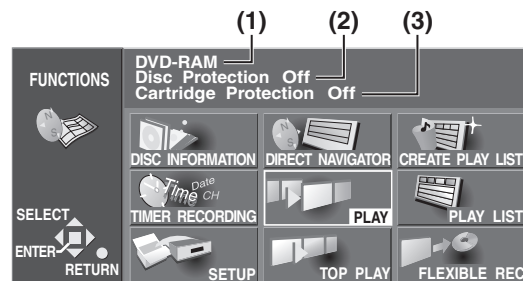 (1) (2) (3)
DVD-RAM
Disc Protection Off
Cartridge Protection Off
FUNCTIONS
N
S
DISC INFORMATION
DIRECT NAVIGATOR
CREATE PLAY LIST
TIMER RECORDING
Time Date CH
PLAY
PLAY LIST
SELECT
ENTER
RETURN
SETUP
TOP PLAY
FLEXIBLE REC